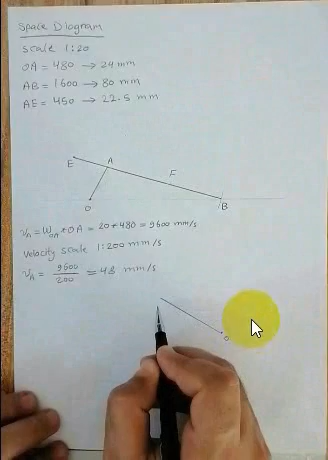 Space Diagram
Scale 1:20
OA = 480 → 24 mm
AB = 1600 → 80 mm
AE = 450 → 22.5 mm
E
A
F
O
B
VA = WOA * OA = 20 * 480 = 9600 mm/s
Velocity scale 1:200 mm/s
VA = 9600/200 = 48 mm/s
O